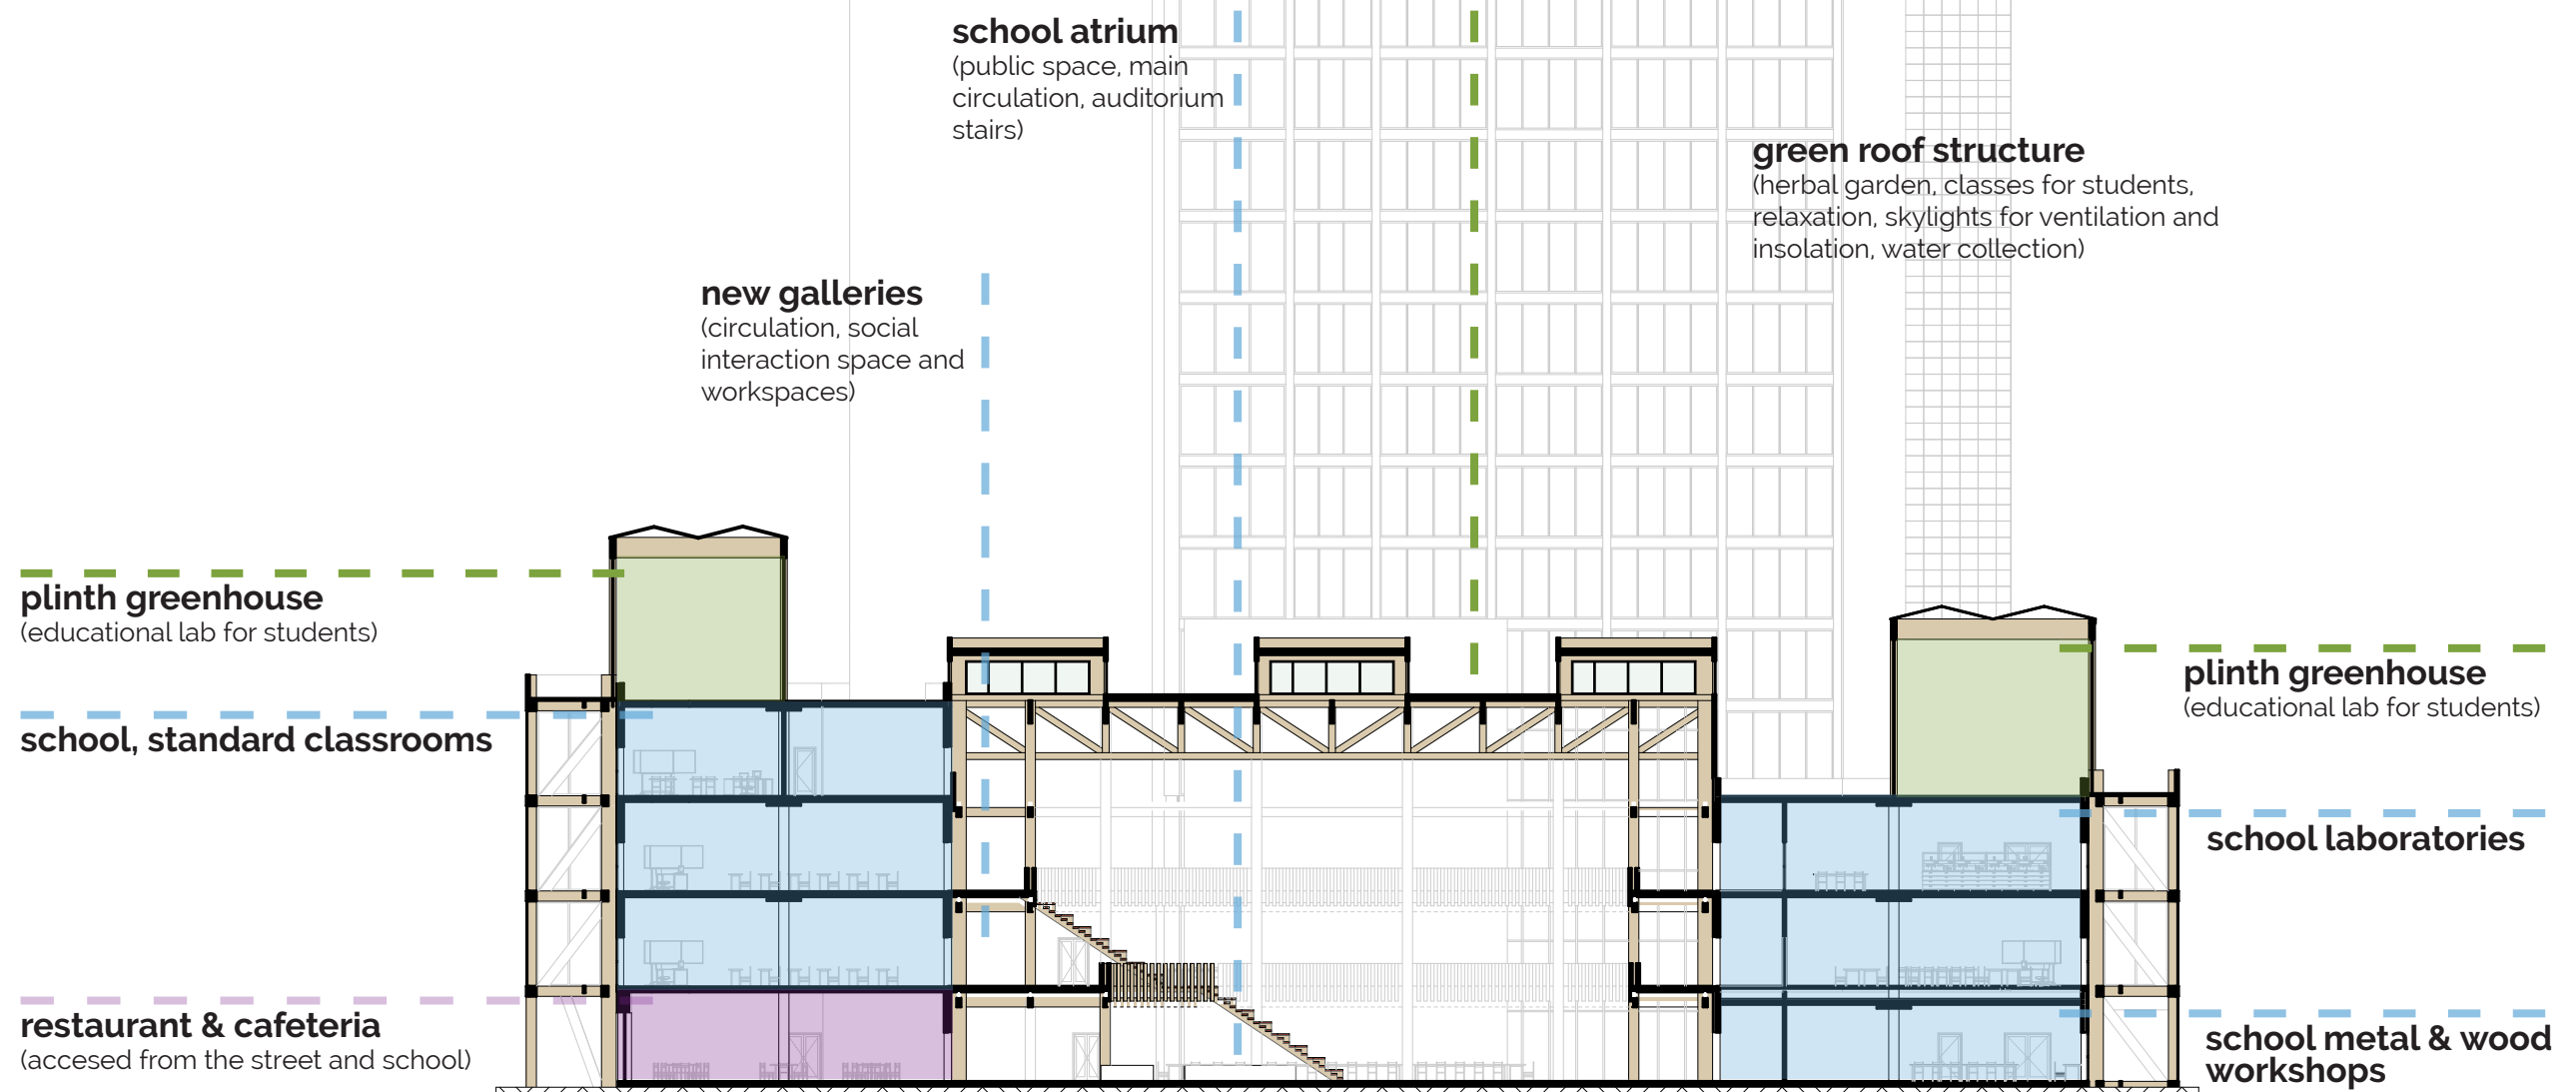 school atrium
(public space, main
circulation, auditorium
stairs)
green roof structure
(herbal garden, classes for students,
relaxation, skylights for ventilation and
insolation, water collection)
new galleries
(circulation, social
interaction space and
workspaces)
plinth greenhouse
(educational lab for students)
school, standard classrooms
restaurant & cafeteria
(accesed from the street and school)
plinth greenhouse
(educational lab for students)
school laboratories
school metal & wood
workshops